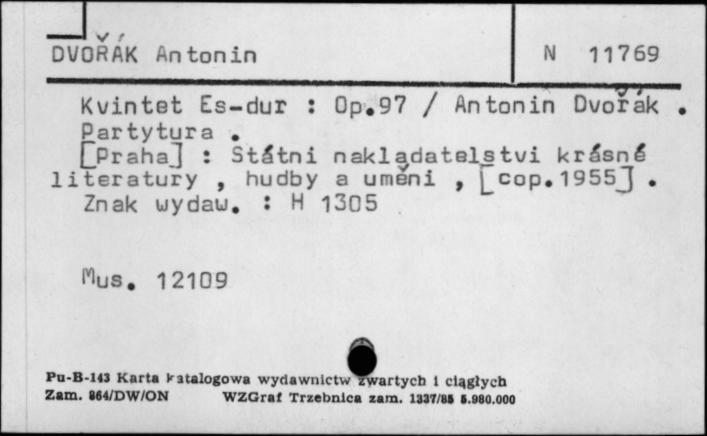 DVOŘÁK Antonin N 11769
Kvintet Es-dur : Op.97 / Antonin Dvořák .
Partytura .
[Praha] : Státni nakladatelstvi krásné
literatury , hudby a uměni , [cop.1955] .
Znak wydaw. : H 1305
Mus. 12109
Pu-B-143 Karta katalogowa wydawnictw zwartych i ciągłych
Zam. 864/DW/ON WZGraf Trzebnica zam. 1337/85 5.980.000